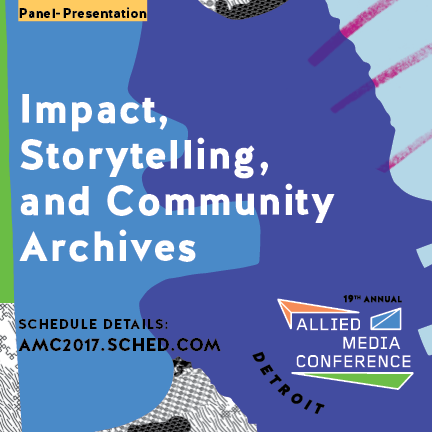 Panel-Presentation
Impact,
Storytelling,
and Community
Archives
SCHEDULE DETAILS:
AMC2017.SCHED.COM
19TH ANNUAL
ALLIED
MEDIA
CONFERENCE
DETROIT